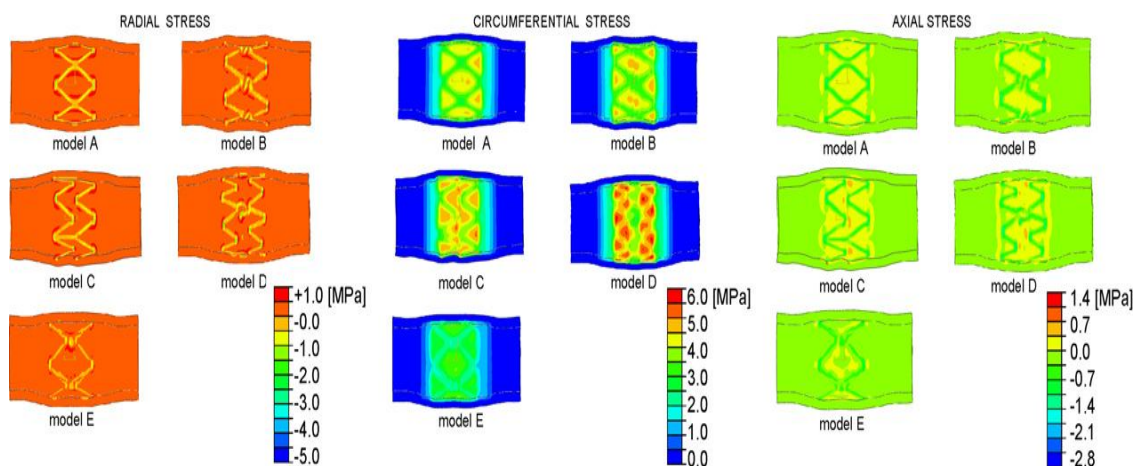 RADIAL STRESS
model A
model B
model C
model D
model E
+1.0 [MPa]
-0.0
-1.0
-2.0
-3.0
-4.0
-5.0
CIRCUMFERENTIAL STRESS
model A
model B
model C
model D
model E
6.0 [MPa]
5.0
4.0
3.0
2.0
1.0
0.0
AXIAL STRESS
model A
model B
model C
model D
model E
1.4 [MPa]
0.7
0.0
-0.7
-1.4
-2.1
-2.8